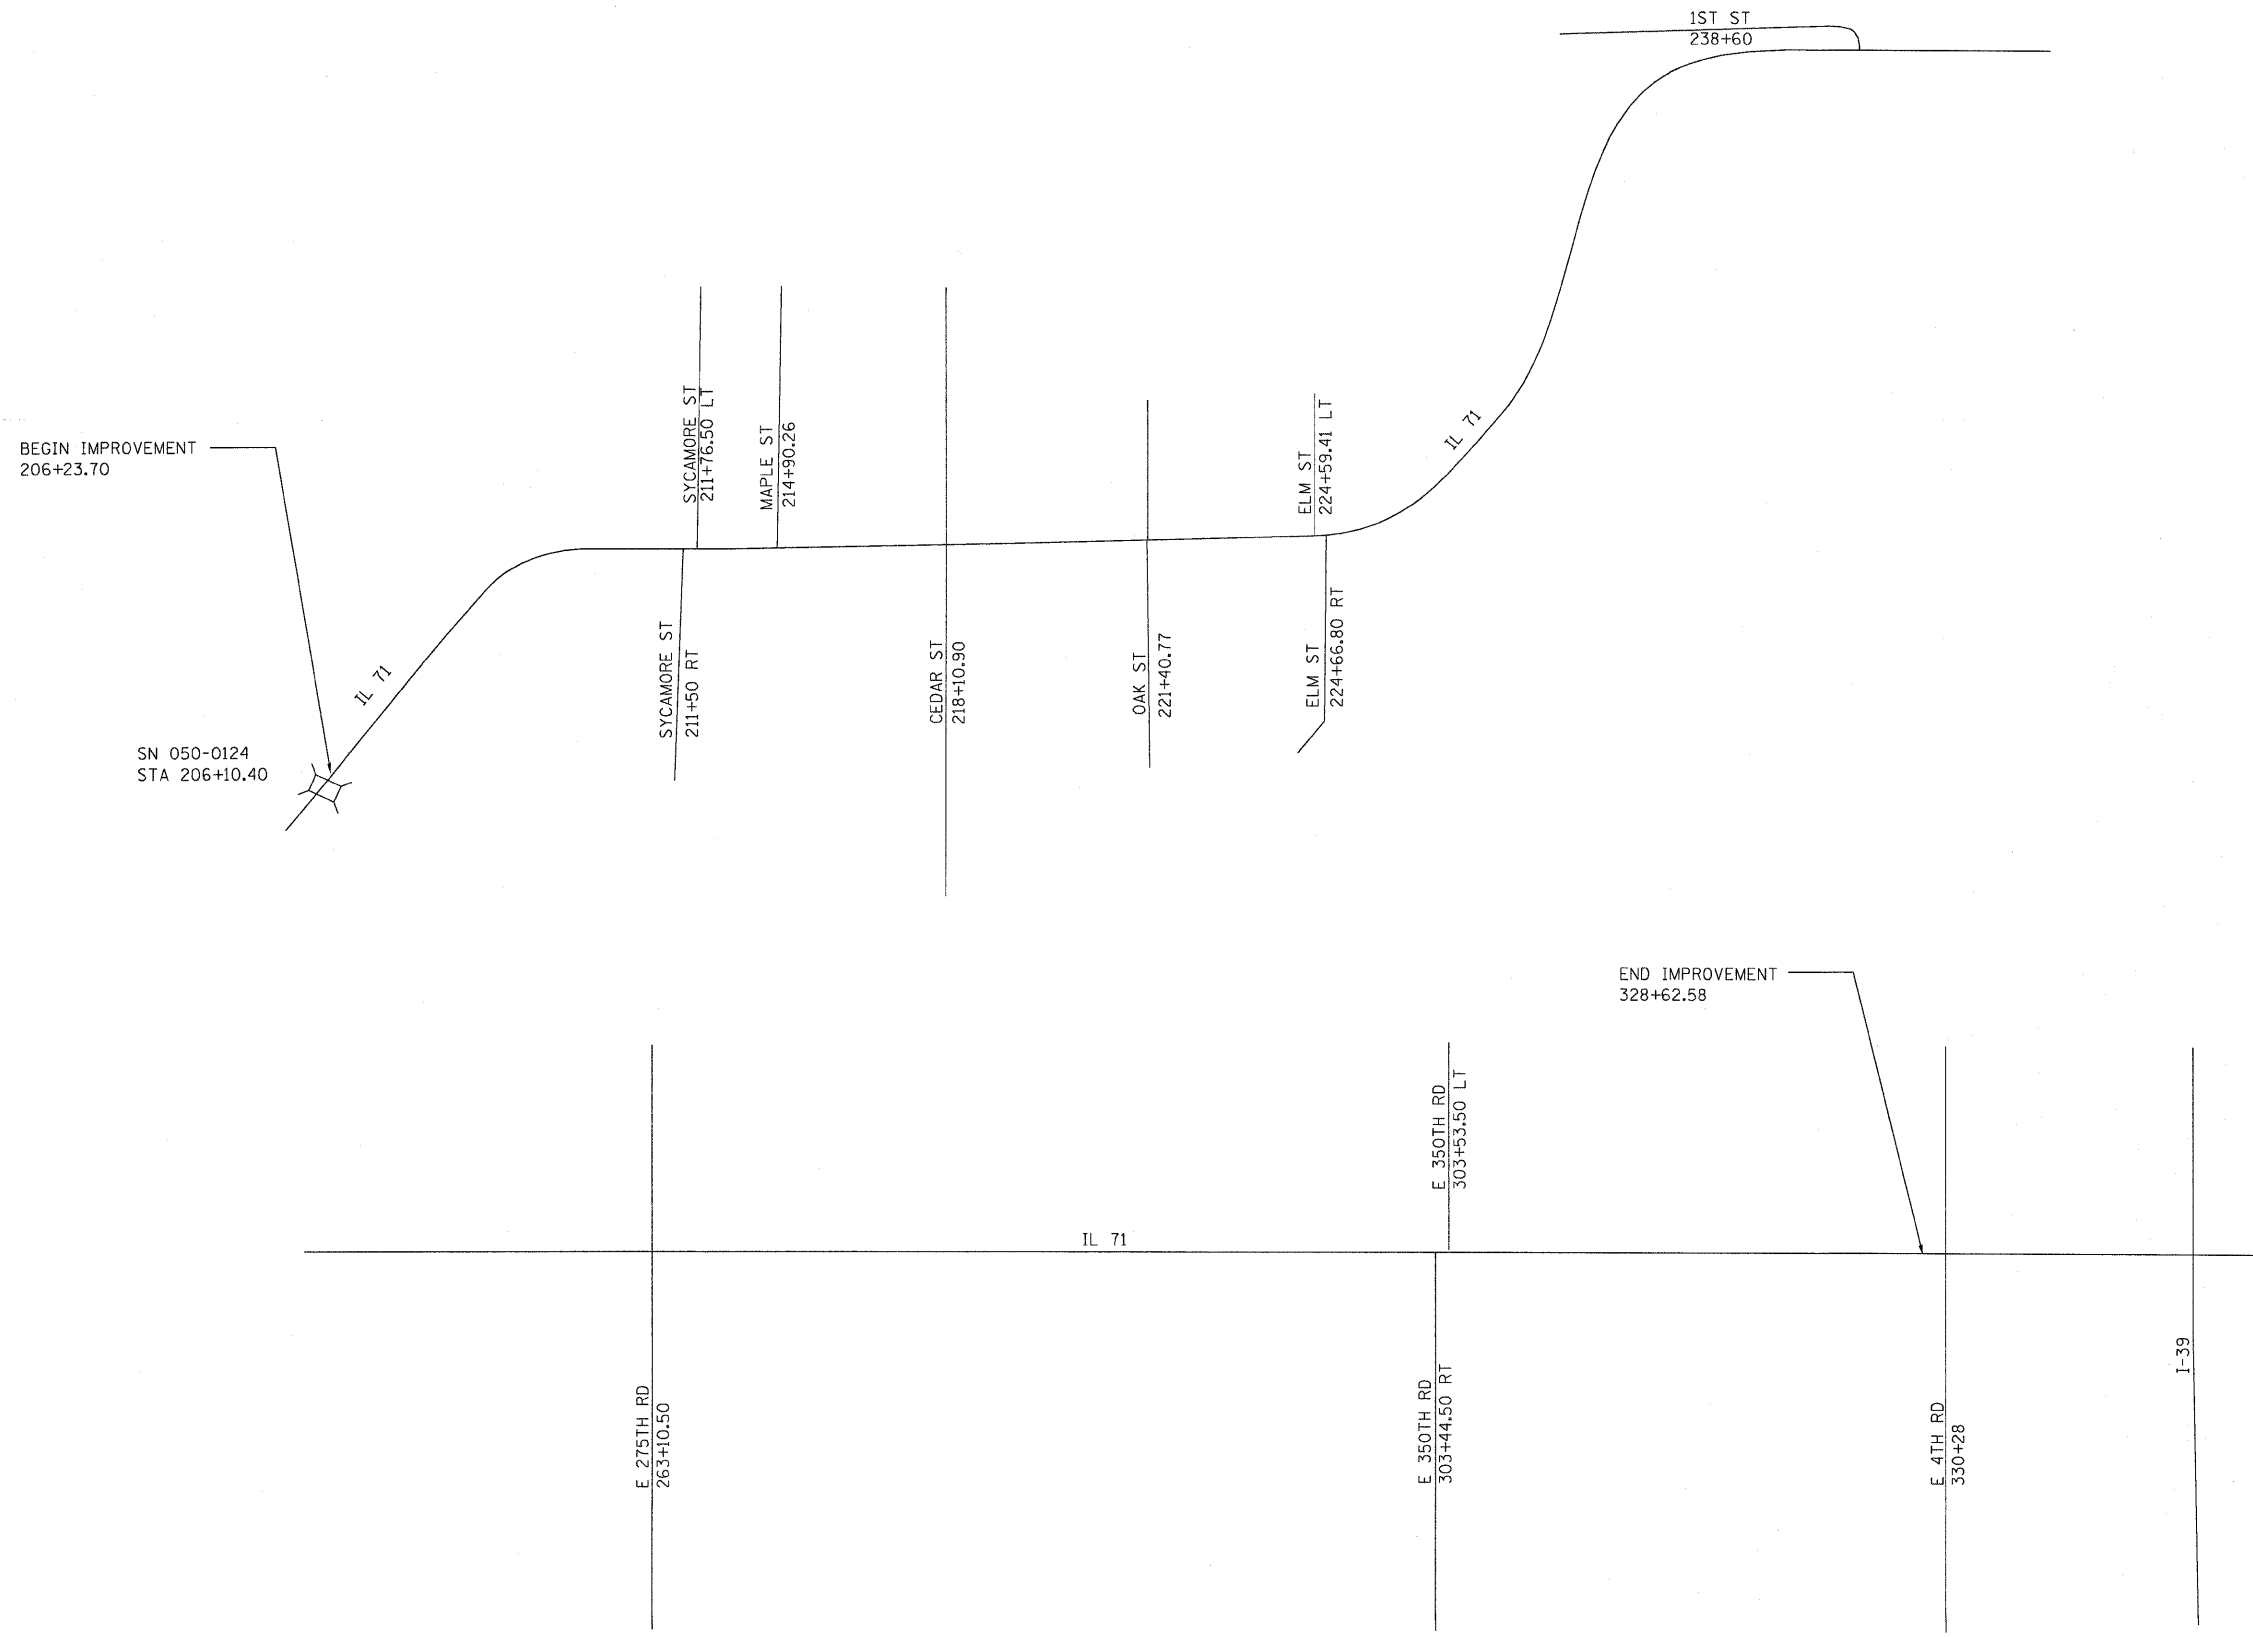 1ST ST
238+60
SYCAMORE ST
211+76.50 LT
MAPLE ST
214+90.26
ELM ST
224+59.41 LT
IL 71
BEGIN IMPROVEMENT
206+23.70
IL 71
SYCAMORE ST
211+50 RT
CEDAR ST
218+10.90
OAK ST
221+40.77
ELM ST
224+66.80 RT
SN 050-0124
STA 206+10.40
END IMPROVEMENT
328+62.58
E 350TH RD
303+53.50 LT
IL 71
E 275TH RD
263+10.50
E 350TH RD
303+44.50 RT
E 4TH RD
330+28
I-39